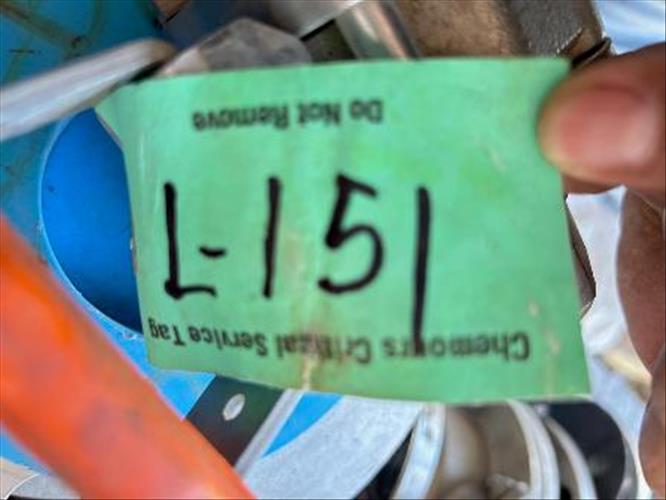 Chemours Critical Service Tag
L-151
Do Not Remove